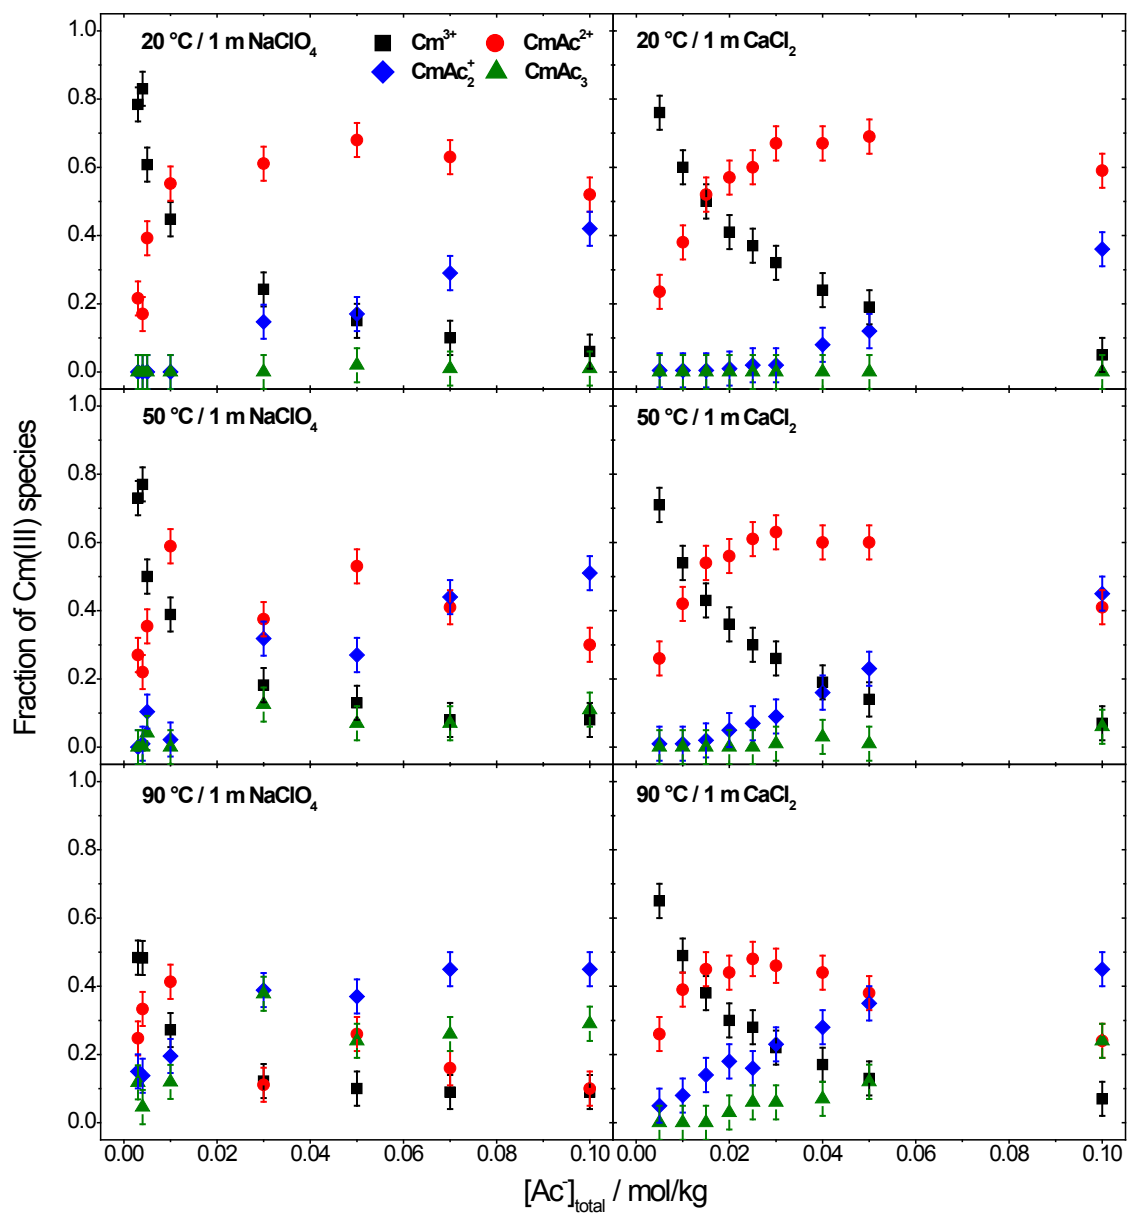 20 °C / 1 m NaClO₄
Cm³⁺
CmAc²⁺
CmAc₂⁺
CmAc₃
20 °C / 1 m CaCl₂
1.0
0.8
0.6
0.4
0.2
0.0
50 °C / 1 m NaClO₄
50 °C / 1 m CaCl₂
1.0
0.8
0.6
0.4
0.2
0.0
Fraction of Cm(III) species
90 °C / 1 m NaClO₄
90 °C / 1 m CaCl₂
1.0
0.8
0.6
0.4
0.2
0.0
0.00 0.02 0.04 0.06 0.08 0.10 0.00 0.02 0.04 0.06 0.08 0.10
[Ac⁻]total / mol/kg